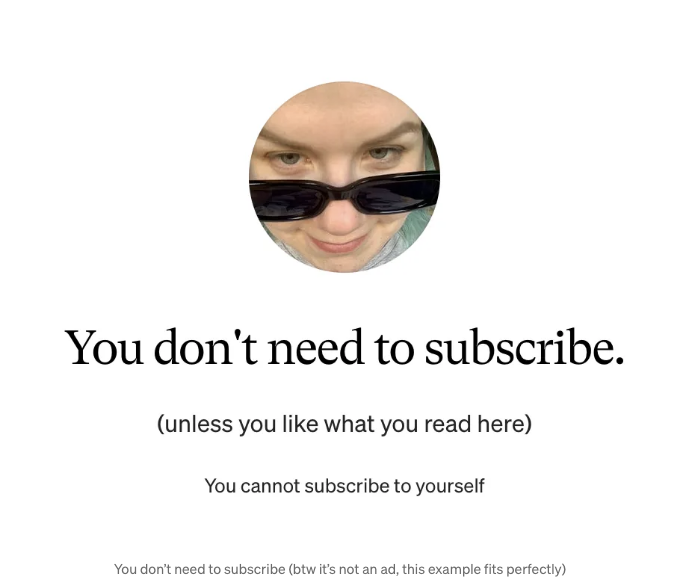 You don't need to subscribe.
(unless you like what you read here)
You cannot subscribe to yourself
You don’t need to subscribe (btw it’s not an ad, this example fits perfectly)